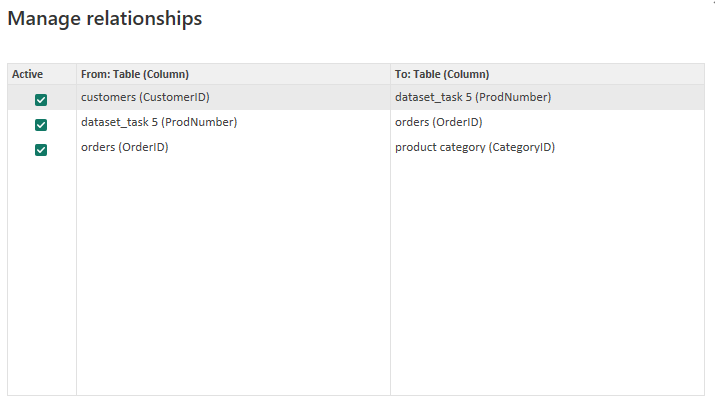 Manage relationships
Active From: Table (Column) To: Table (Column)
customers (CustomerID) dataset_task 5 (ProdNumber)
dataset_task 5 (ProdNumber) orders (OrderID)
orders (OrderID) product category (CategoryID)